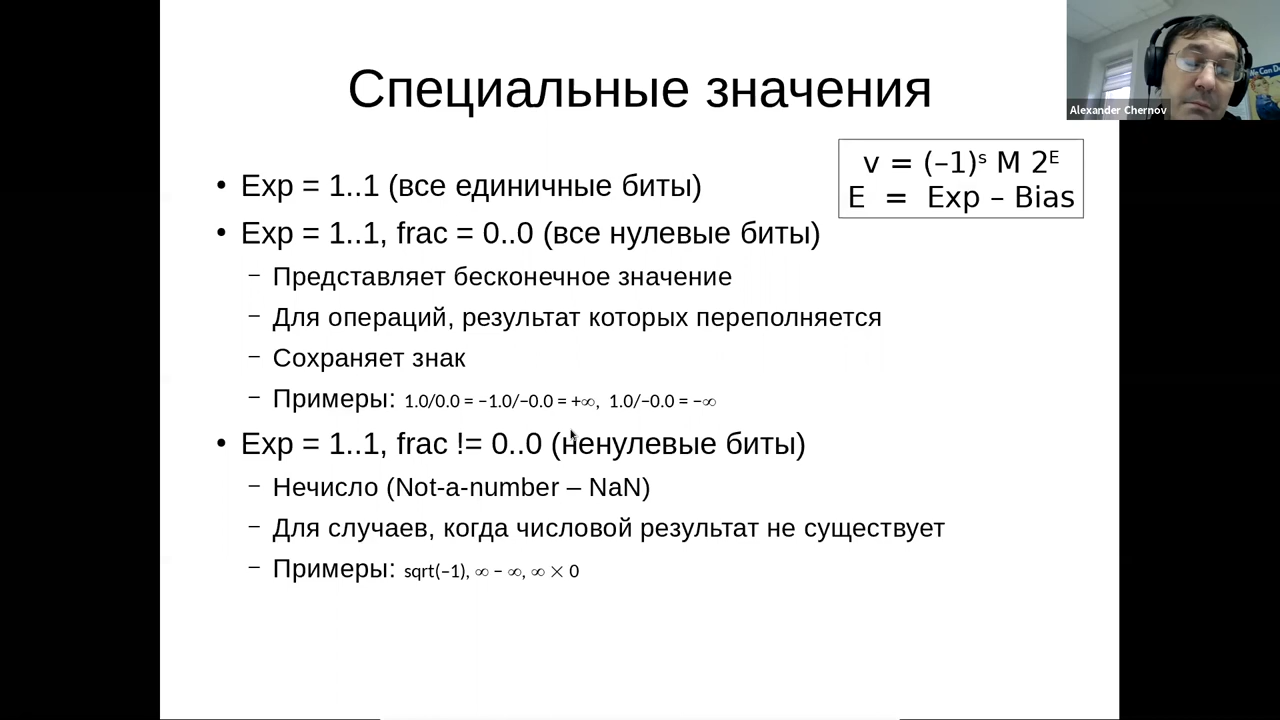 Специальные значения
Alexander Chernov
v = (–1)ˢ M 2ᴱ
E = Exp – Bias
• Exp = 1..1 (все единичные биты)
• Exp = 1..1, frac = 0..0 (все нулевые биты)
– Представляет бесконечное значение
– Для операций, результат которых переполняется
– Сохраняет знак
– Примеры: 1.0/0.0 = −1.0/−0.0 = +∞, 1.0/−0.0 = −∞
• Exp = 1..1, frac != 0..0 (ненулевые биты)
– Нечисло (Not-a-number – NaN)
– Для случаев, когда числовой результат не существует
– Примеры: sqrt(–1), ∞ − ∞, ∞ × 0